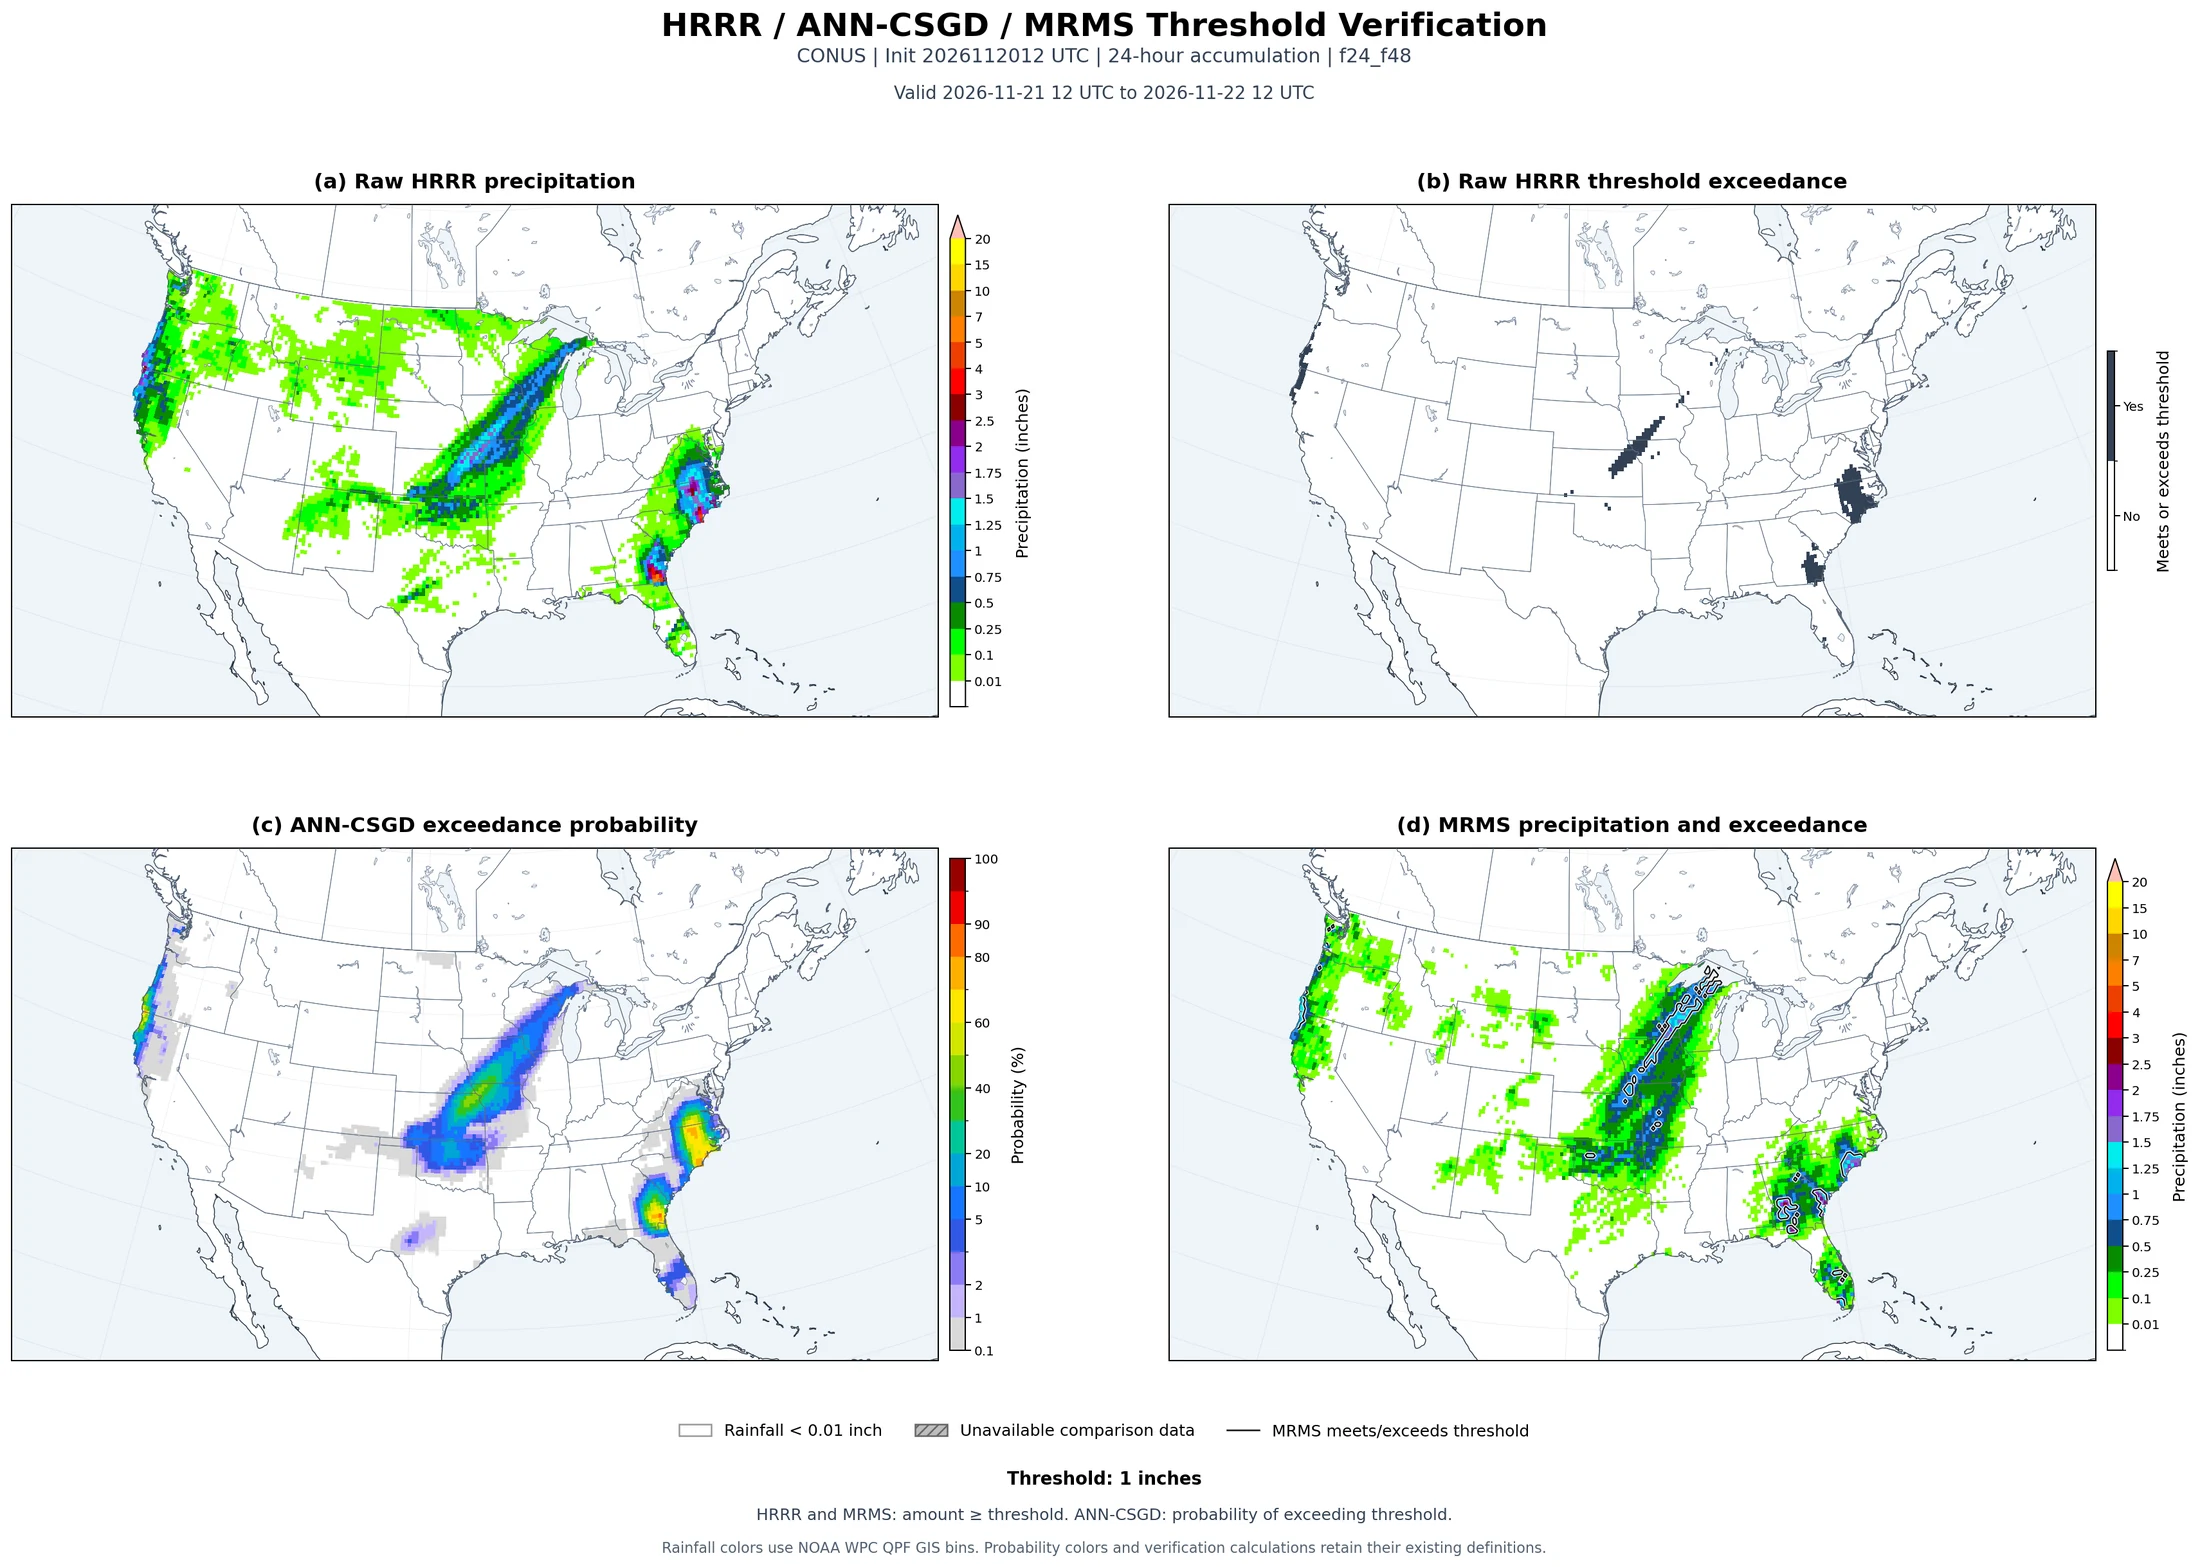 HRRR / ANN-CSGD / MRMS Threshold Verification
CONUS | Init 2026112012 UTC | 24-hour accumulation | f24_f48
Valid 2026-11-21 12 UTC to 2026-11-22 12 UTC
(a) Raw HRRR precipitation
20
15
10
7
5
4
3
2.5
2
1.75
1.5
1.25
1
0.75
0.5
0.25
0.1
0.01
Precipitation (inches)
(b) Raw HRRR threshold exceedance
Yes
No
Meets or exceeds threshold
(c) ANN-CSGD exceedance probability
100
90
80
60
40
20
10
5
2
1
0.1
Probability (%)
(d) MRMS precipitation and exceedance
20
15
10
7
5
4
3
2.5
2
1.75
1.5
1.25
1
0.75
0.5
0.25
0.1
0.01
Precipitation (inches)
Rainfall < 0.01 inch
Unavailable comparison data
MRMS meets/exceeds threshold
Threshold: 1 inches
HRRR and MRMS: amount ≥ threshold. ANN-CSGD: probability of exceeding threshold.
Rainfall colors use NOAA WPC QPF GIS bins. Probability colors and verification calculations retain their existing definitions.